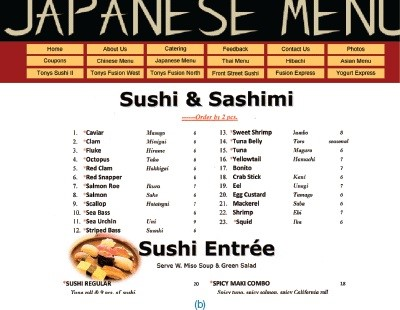 JAPANESE MENU
Home About Us Catering Feedback Contact Us Photos
Coupons Chinese Menu Japanese Menu Thai Menu Hibachi Asian Menu
Tonys Sushi II Tonys Fusion West Tonys Fusion North Front Street Sushi Fusion Express Yogurt Express
Sushi & Sashimi
-----Order by 2 pcs.
1. *Caviar Masago 6
2. *Clam Mirugai 6
3. *Fluke Hirame 6
4. *Octopus Tako 6
5. *Red Clam Hokkigai 6
6. *Red Snapper 6
7. *Salmon Roe Ikura 7
8. *Salmon Sake 6
9. *Scallop Hotategai 7
10. *Sea Bass 6
11. *Sea Urchin Uni 9
12. *Striped Bass Suzuki 6
13. *Sweet Shrimp 8
14. *Tuna Belly Toro seasonal
15. *Tuna Maguro 6
16. *Yellowtail Hamachi 7
17. Bonito 7
18. Crab Stick Kani 6
19. Eel Unagi 7
20. Egg Custard Tamago 6
21. Mackerel Saba 6
22. Shrimp Ebi 7
23. *Squid Ika 6
Sushi Entrée
Serve W. Miso Soup & Green Salad
*SUSHI REGULAR 20
Tuna roll & 9 pcs. of sushi
*SPICY MAKI COMBO 18
Spicy tuna, spicy salmon, spicy California roll
(b)